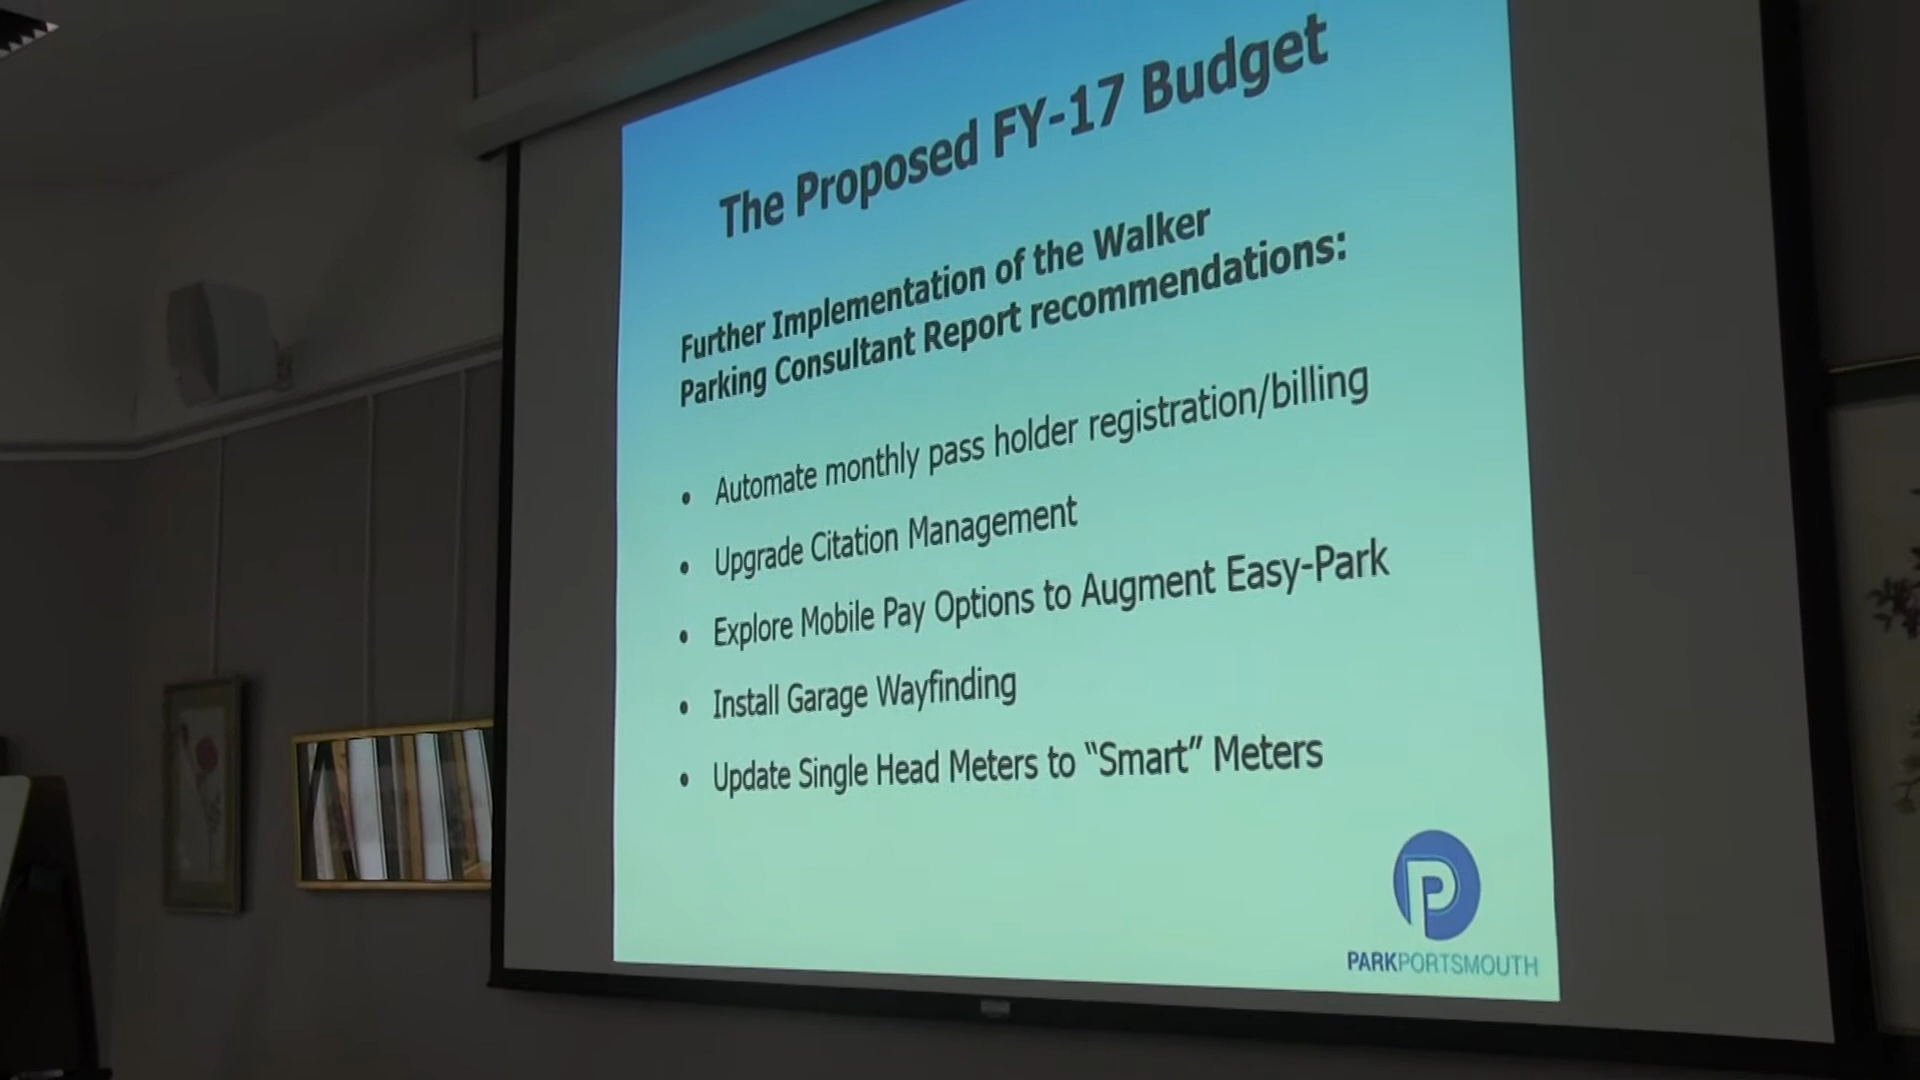 The Proposed FY-17 Budget
Further Implementation of the Walker
Parking Consultant Report recommendations:
• Automate monthly pass holder registration/billing
• Upgrade Citation Management
• Explore Mobile Pay Options to Augment Easy-Park
• Install Garage Wayfinding
• Update Single Head Meters to “Smart” Meters
P
PARKPORTSMOUTH